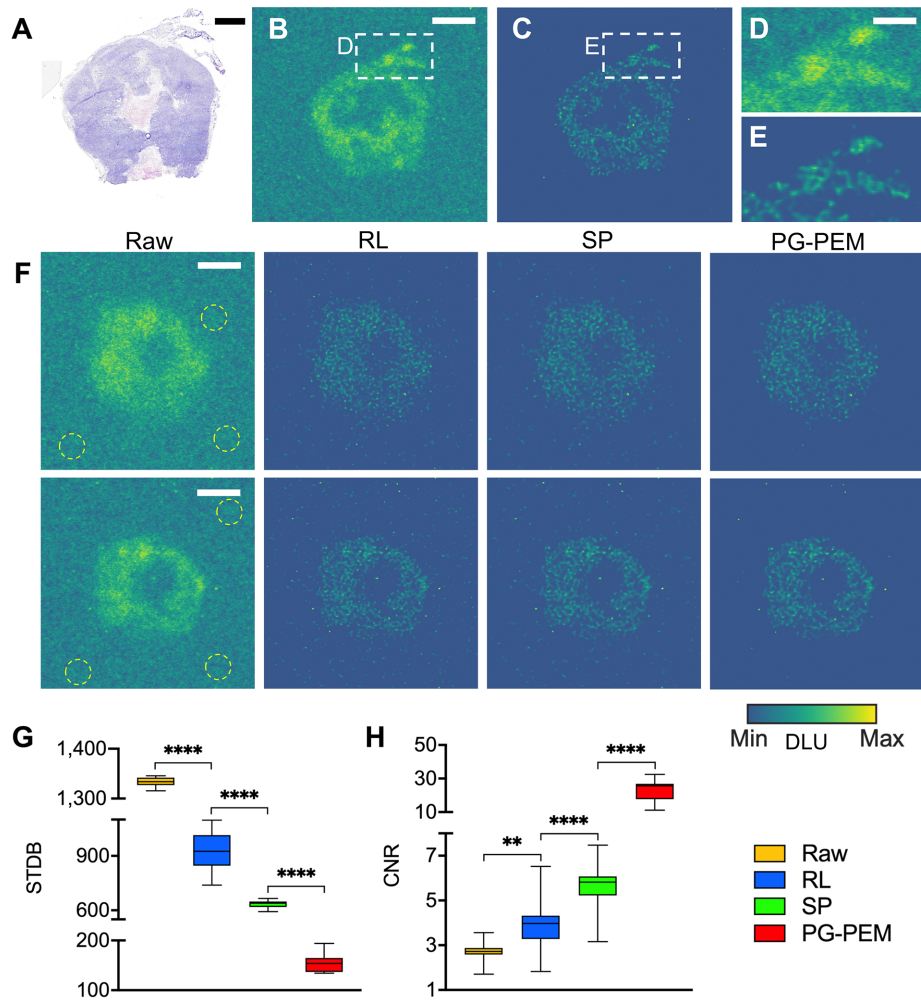 A
B
C
D
D
E
E
Raw
RL
SP
PG-PEM
F
Min
DLU
Max
G
STDB
1,400
1,300
900
600
200
100
****
****
****
H
CNR
50
30
10
7
5
3
1
**
****
****
Raw
RL
SP
PG-PEM